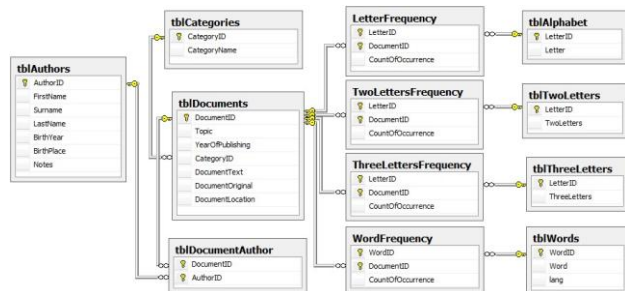 tblAuthors
AuthorID
FirstName
Surname
LastName
BirthYear
BirthPlace
Notes
tblCategories
CategoryID
CategoryName
tblDocuments
DocumentID
Topic
YearOfPublishing
CategoryID
DocumentText
DocumentOriginal
DocumentLocation
tblDocumentAuthor
DocumentID
AuthorID
LetterFrequency
LetterID
DocumentID
CountOfOccurrence
TwoLettersFrequency
LetterID
DocumentID
CountOfOccurrence
ThreeLettersFrequency
LetterID
DocumentID
CountOfOccurrence
WordFrequency
WordID
DocumentID
CountOfOccurrence
tblAlphabet
LetterID
Letter
tblTwoLetters
LetterID
TwoLetters
tblThreeLetters
LetterID
ThreeLetters
tblWords
WordID
Word
lang